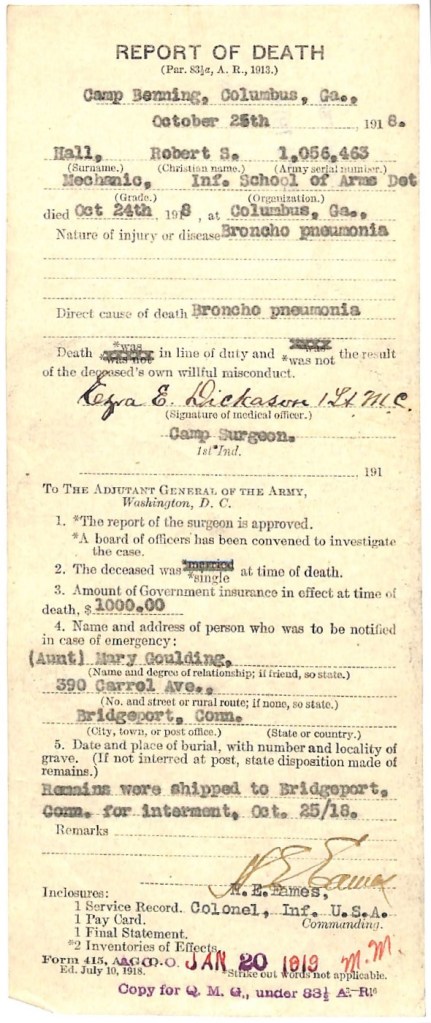 REPORT OF DEATH
(Par. 83½a, A. R., 1913.)
Camp Benning, Columbus, Ga.,
October 25th, 1918.
Hall, Robert S. 1,056,463
(Surname.) (Christian name.) (Army serial number.)
Mechanic, Inf. School of Arms Det
(Grade.) (Organization.)
died Oct 24th, 1918, at Columbus, Ga.,
Nature of injury or disease Broncho pneumonia
Direct cause of death Broncho pneumonia
*was
Death *was not in line of duty and *was not the result
of the deceased's own willful misconduct.
Ezra E. Dickason 1 Lt M.C.
(Signature of medical officer.)
Camp Surgeon.
1st Ind.
191
To THE ADJUTANT GENERAL OF THE ARMY,
Washington, D. C.
1. *The report of the surgeon is approved.
*A board of officers has been convened to investigate
the case.
2. The deceased was *married
*single at time of death.
3. Amount of Government insurance in effect at time of
death, $1000.00
4. Name and address of person who was to be notified
in case of emergency:
(Aunt) Mary Goulding,
(Name and degree of relationship; if friend, so state.)
390 Carrol Ave.,
(No. and street or rural route; if none, so state.)
Bridgeport, Conn.
(City, town, or post office.) (State or country.)
5. Date and place of burial, with number and locality of
grave. (If not interred at post, state disposition made of
remains.)
Remains were shipped to Bridgeport,
Conn. for interment, Oct. 25/18.
Remarks
H E Eames
H.E.Eames,
Inclosures:
1 Service Record. Colonel, Inf. U.S.A.
1 Pay Card. Commanding.
1 Final Statement.
*2 Inventories of Effects.
Form 415, A. G. O. JAN 20 1919 M.M.
Ed. July 10, 1918. *Strike out words not applicable.
Copy for Q. M. G., under 83½ A. R.